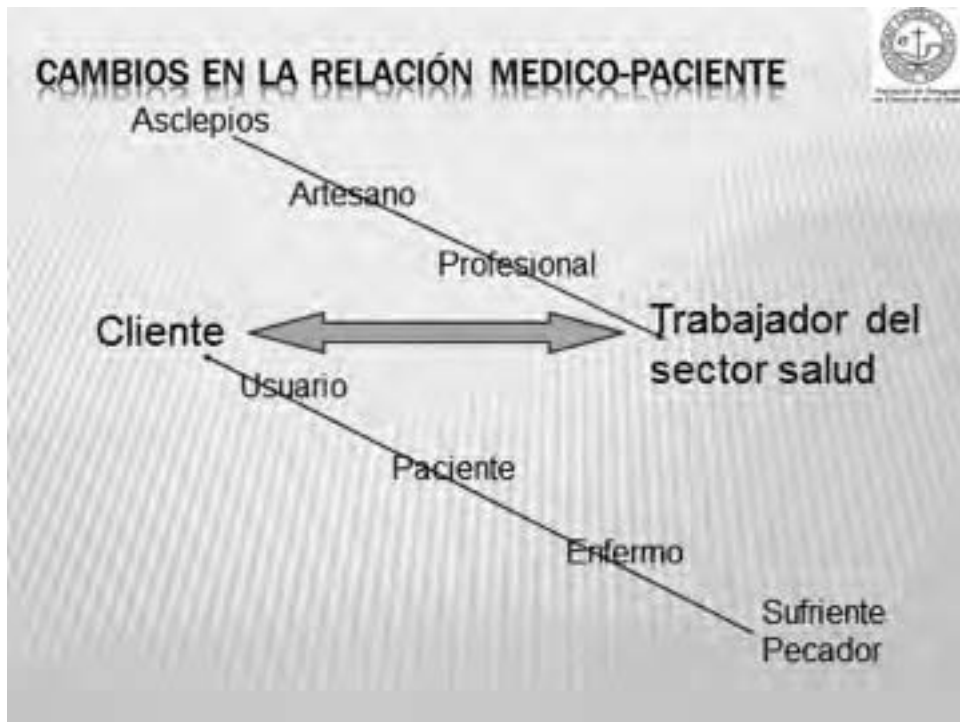 CAMBIOS EN LA RELACIÓN MEDICO-PACIENTE
Asclepios
Artesano
Profesional
Cliente
Trabajador del
sector salud
Usuario
Paciente
Enfermo
Sufriente
Pecador